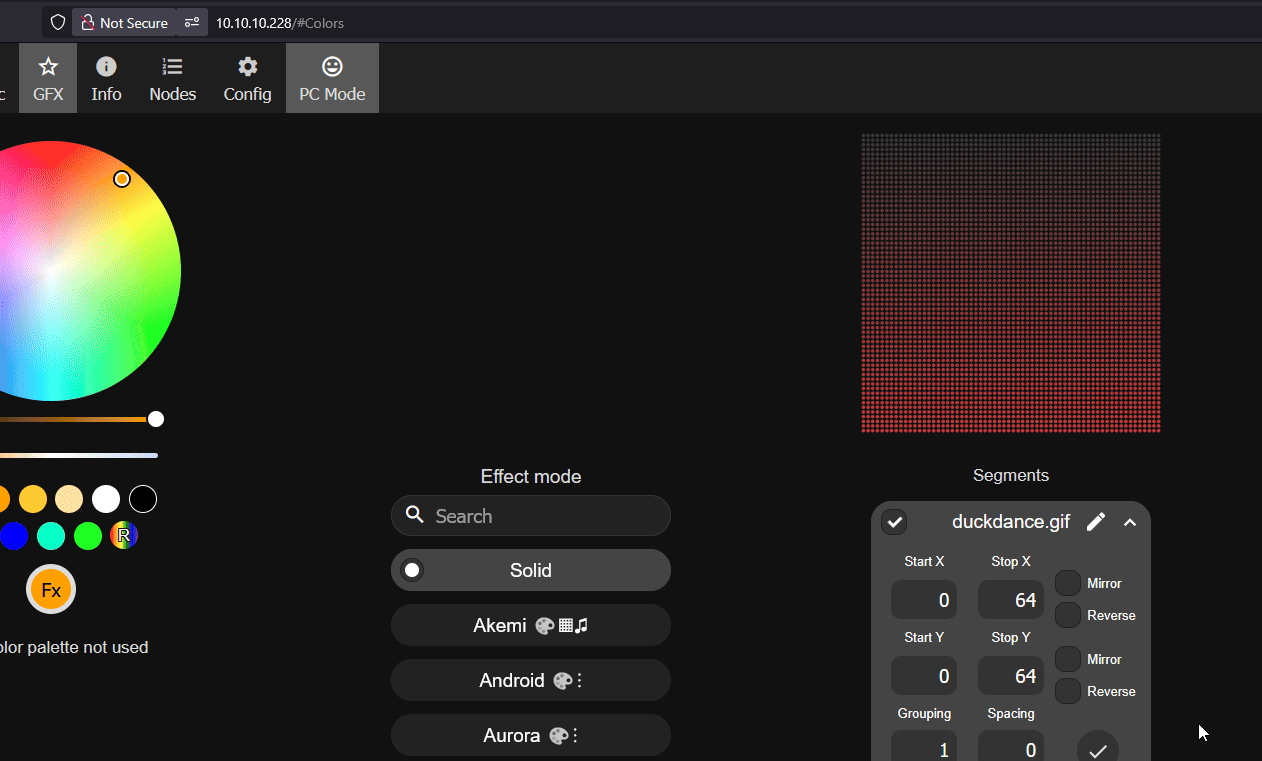 Not Secure 10.10.10.228/#Colors
c GFX Info Nodes Config PC Mode
Effect mode
Search
Solid
Akemi
Android
Aurora
R
Fx
olor palette not used
Segments
duckdance.gif
Start X Stop X
0 64
Mirror
Reverse
Start Y Stop Y
0 64
Mirror
Reverse
Grouping Spacing
1 0